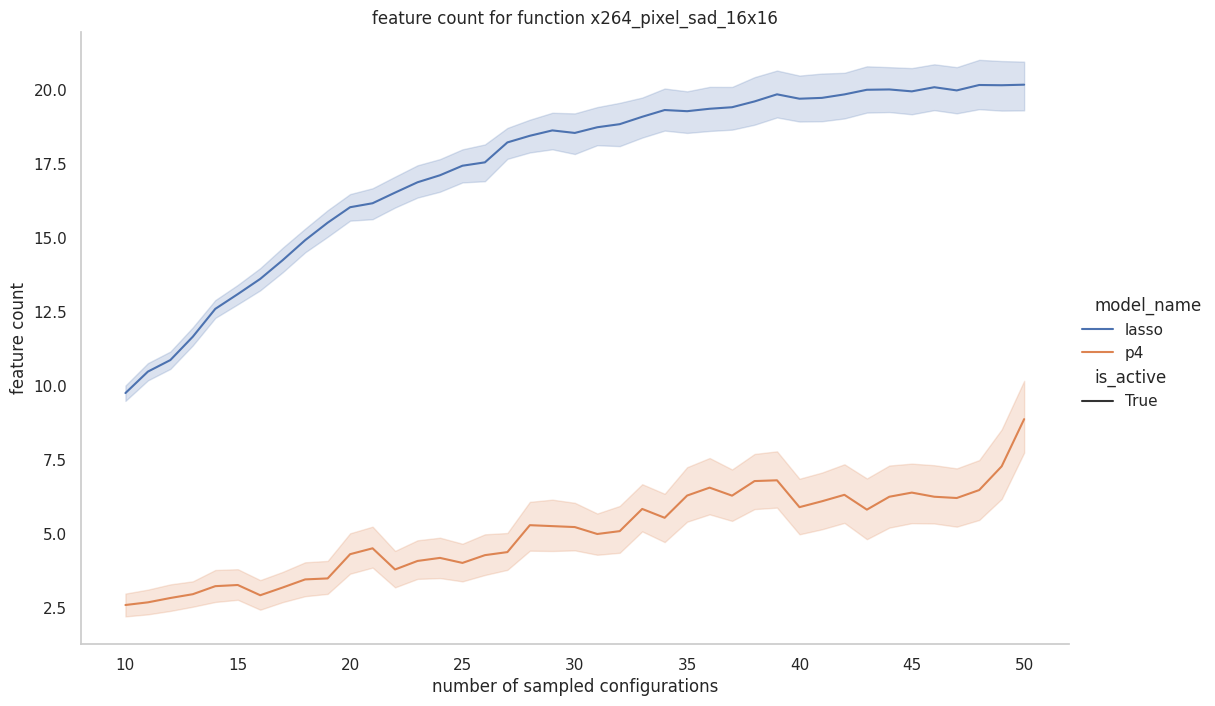 feature count for function x264_pixel_sad_16x16
feature count
20.0
17.5
15.0
12.5
10.0
7.5
5.0
2.5
10 15 20 25 30 35 40 45 50
number of sampled configurations
model_name
lasso
p4
is_active
True